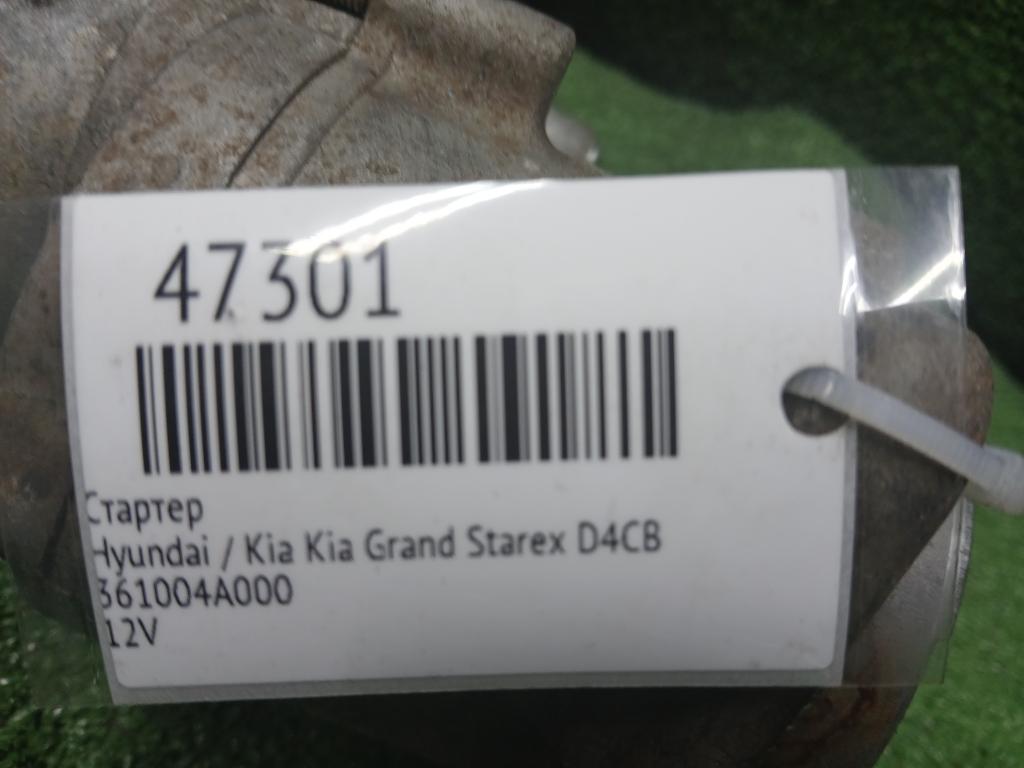 47301
Стартер
Hyundai / Kia Kia Grand Starex D4CB
361004A000
12V